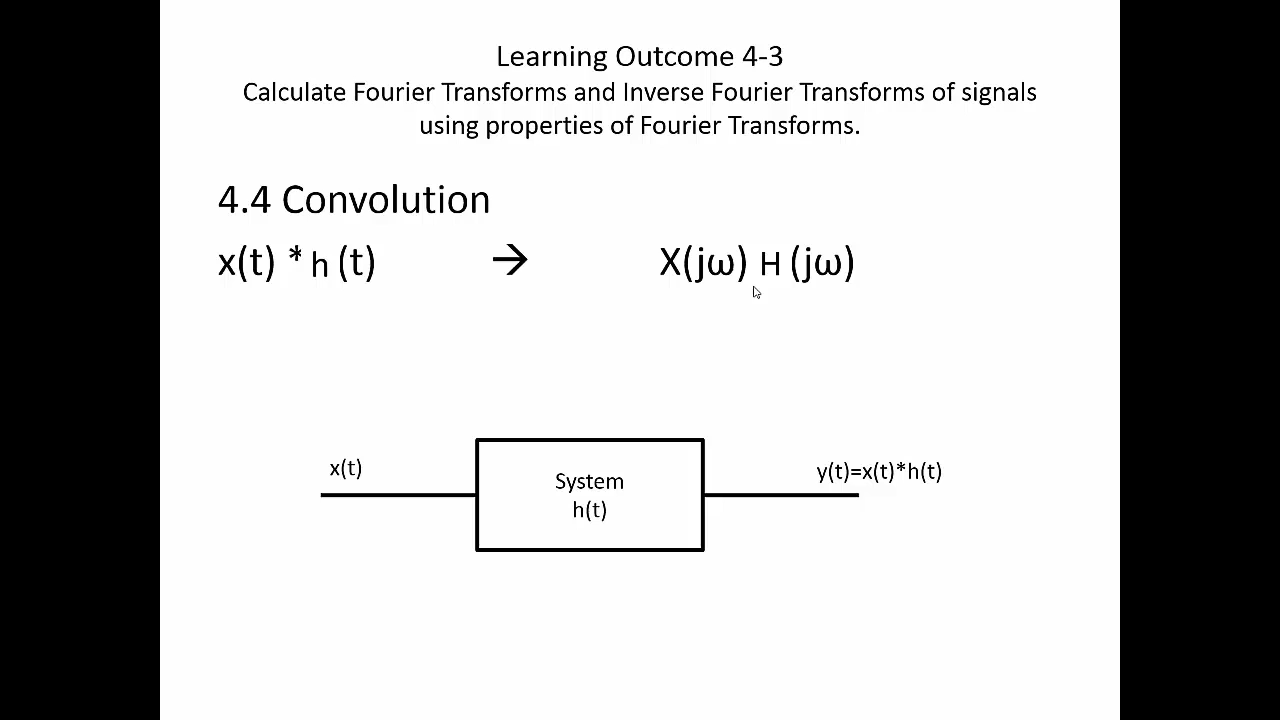 Learning Outcome 4-3
Calculate Fourier Transforms and Inverse Fourier Transforms of signals
using properties of Fourier Transforms.
4.4 Convolution
x(t) * h (t) → X(jω) H (jω)
x(t)
System
h(t)
y(t)=x(t)*h(t)